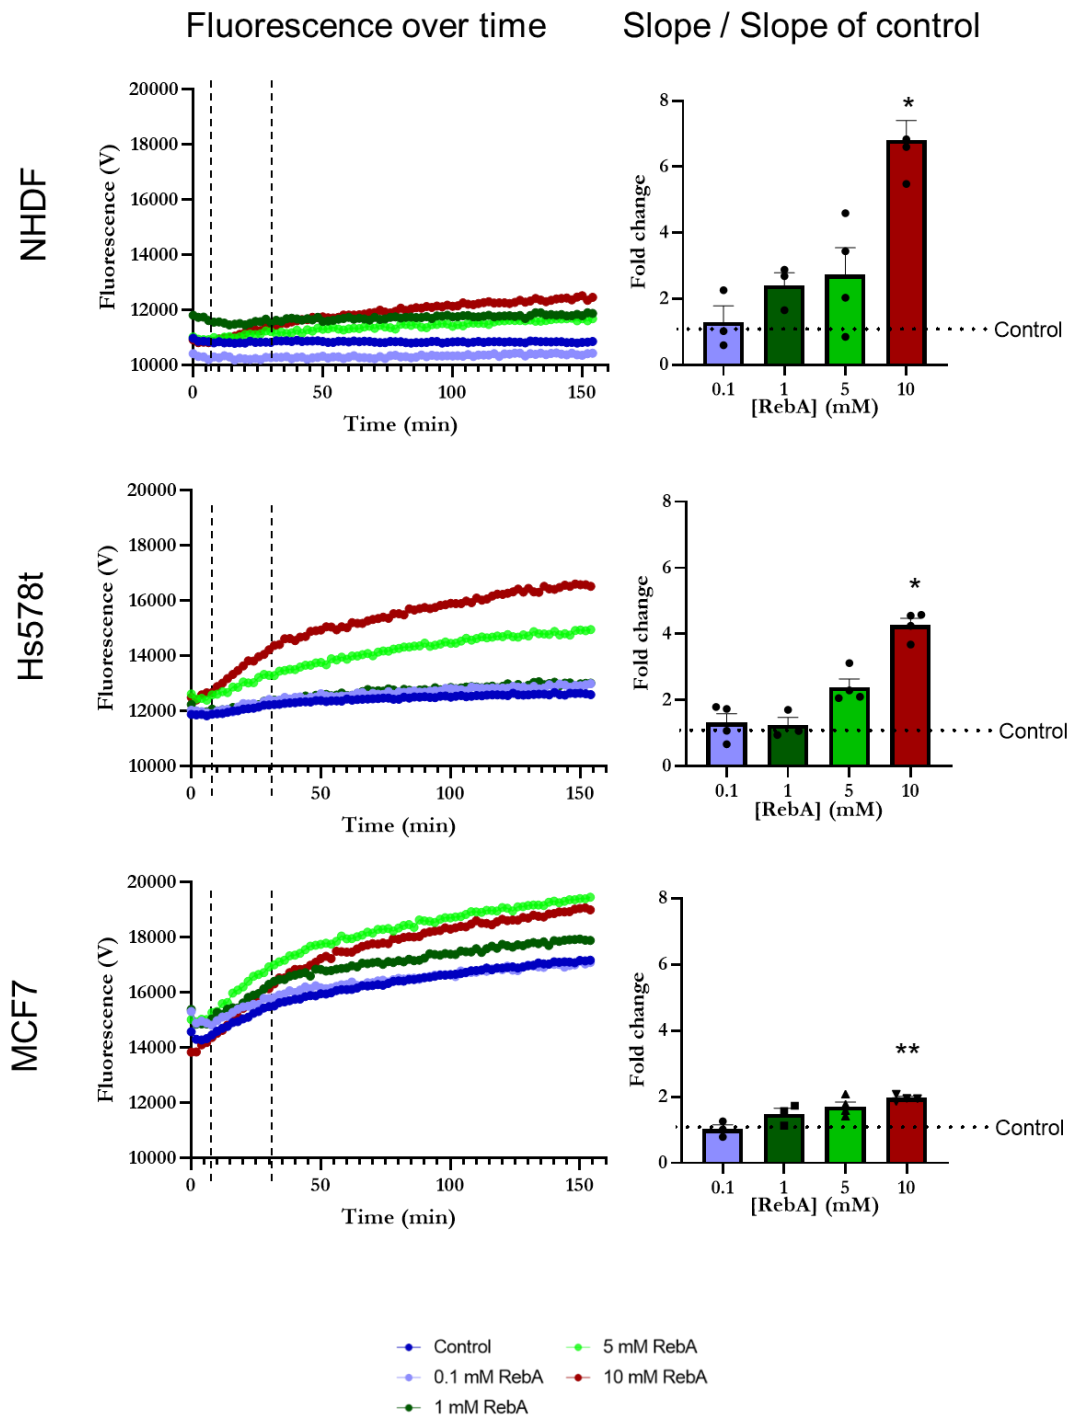 Fluorescence over time
Slope / Slope of control
NHDF
Fluorescence (V)
20000
18000
16000
14000
12000
10000
0
50
100
150
Time (min)
Fold change
8
6
4
2
0
*
Control
0.1
1
5
10
[RebA] (mM)
Hs578t
Fluorescence (V)
20000
18000
16000
14000
12000
10000
0
50
100
150
Time (min)
Fold change
8
6
4
2
0
*
Control
0.1
1
5
10
[RebA] (mM)
MCF7
Fluorescence (V)
20000
18000
16000
14000
12000
10000
0
50
100
150
Time (min)
Fold change
8
6
4
2
0
**
Control
0.1
1
5
10
[RebA] (mM)
Control
0.1 mM RebA
1 mM RebA
5 mM RebA
10 mM RebA